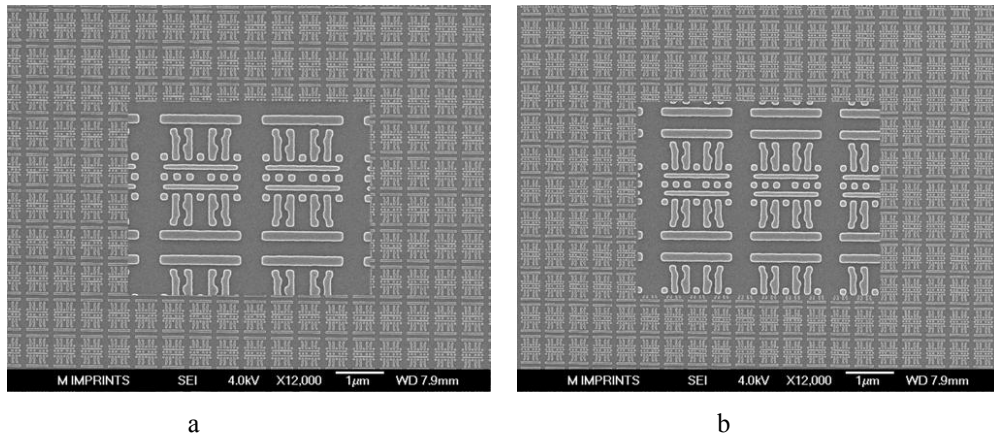 M IMPRINTS SEI 4.0kV X12,000 1µm WD 7.9mm
M IMPRINTS SEI 4.0kV X12,000 1µm WD 7.9mm
a
b